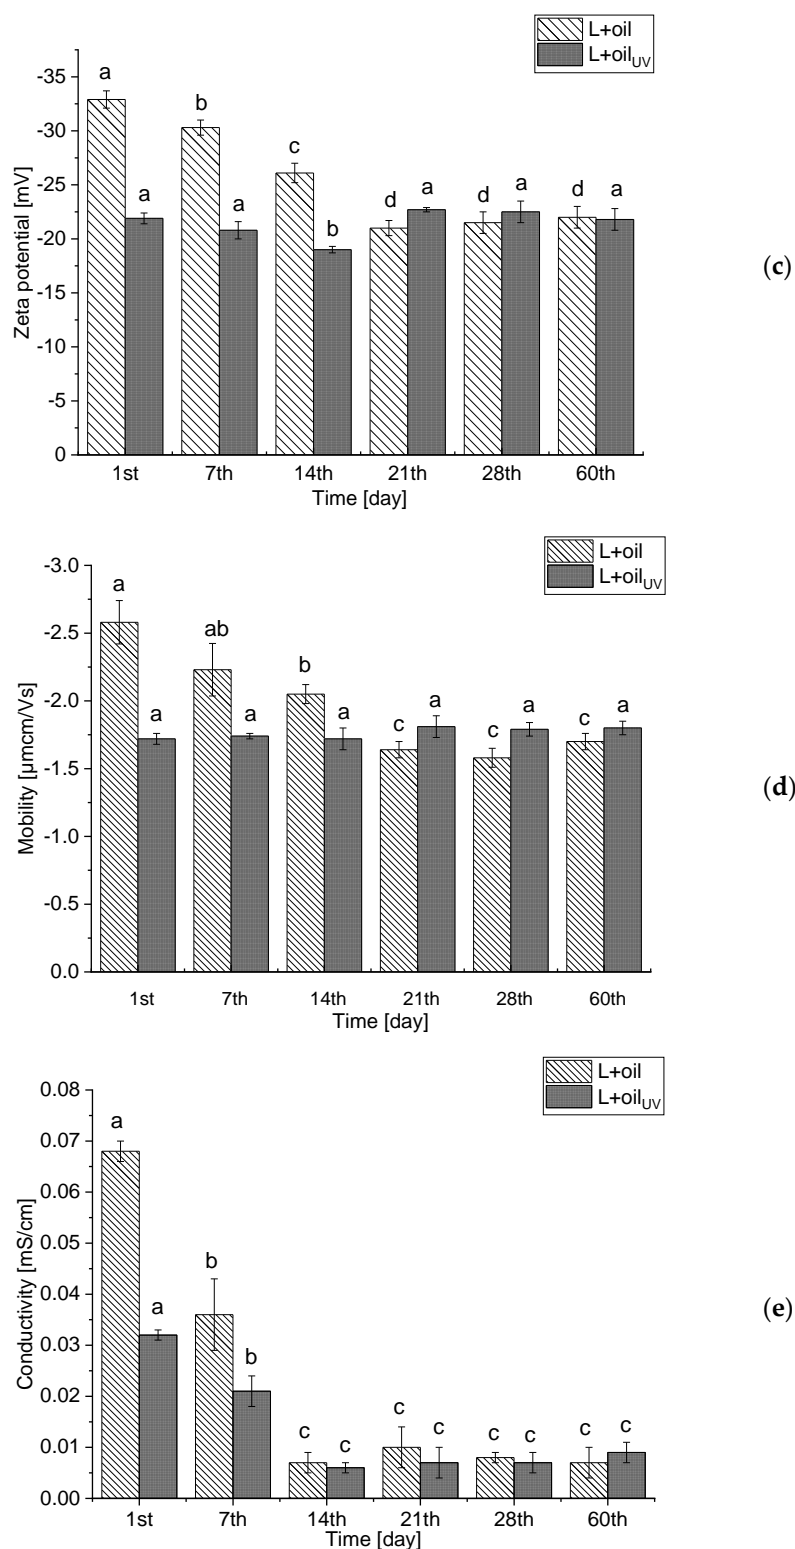 L+oil
L+oilUV
-35
-30
-25
-20
-15
-10
-5
0
Zeta potential [mV]
a
a
b
a
c
b
d
a
d
a
d
a
1st 7th 14th 21th 28th 60th
Time [day]
(c)
L+oil
L+oilUV
-3.0
-2.5
-2.0
-1.5
-1.0
-0.5
0.0
Mobility [µmcm/Vs]
a
a
ab
a
b
a
c
a
c
a
c
a
1st 7th 14th 21th 28th 60th
Time [day]
(d)
L+oil
L+oilUV
0.08
0.07
0.06
0.05
0.04
0.03
0.02
0.01
0.00
Conductivity [mS/cm]
a
a
b
b
c
c
c
c
c
c
c
c
1st 7th 14th 21th 28th 60th
Time [day]
(e)